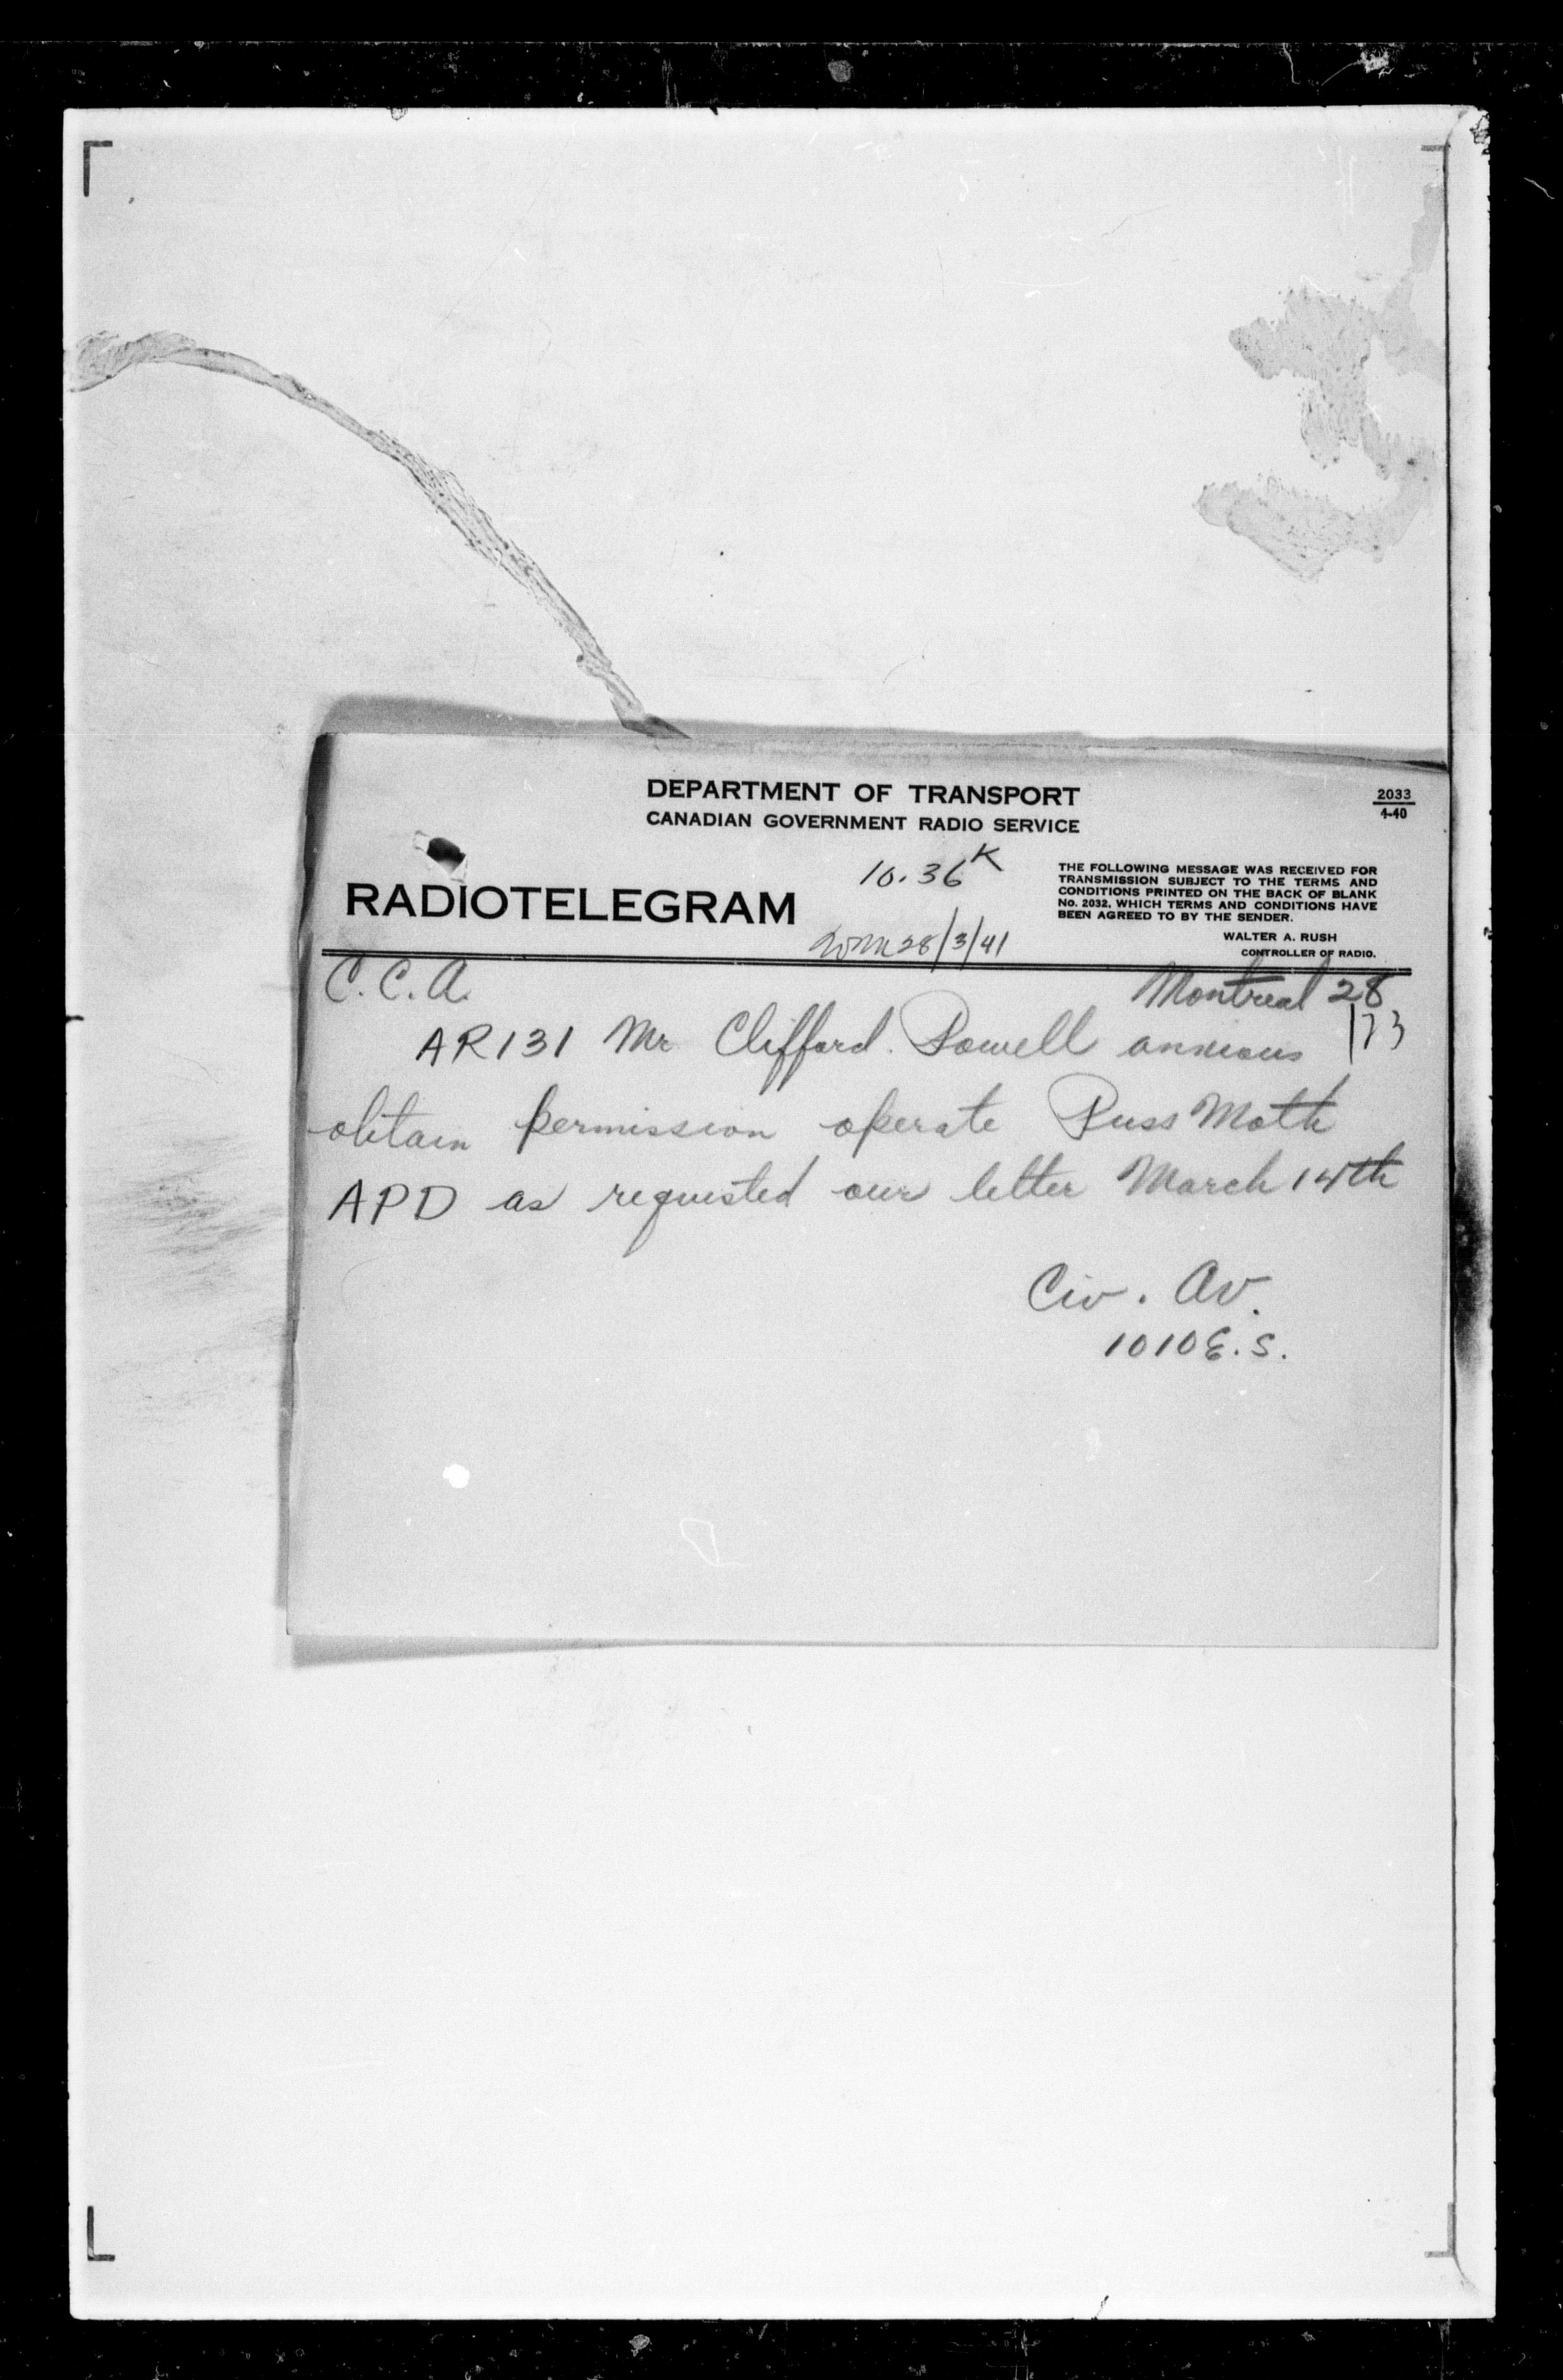 DEPARTMENT OF TRANSPORT
CANADIAN GOVERNMENT RADIO SERVICE
2033
4-40
10.36 K
RADIOTELEGRAM
THE FOLLOWING MESSAGE WAS RECEIVED FOR
TRANSMISSION SUBJECT TO THE TERMS AND
CONDITIONS PRINTED ON THE BACK OF BLANK
No. 2032, WHICH TERMS AND CONDITIONS HAVE
BEEN AGREED TO BY THE SENDER.
WALTER A. RUSH
CONTROLLER OF RADIO.
28/3/41
C. C. A. Montreal 28
173
AR131 Mr Clifford. Powell anxious
obtain permission operate Puss Moth
APD as requested our letter March 14th
Civ. Av.
1010 E. S.